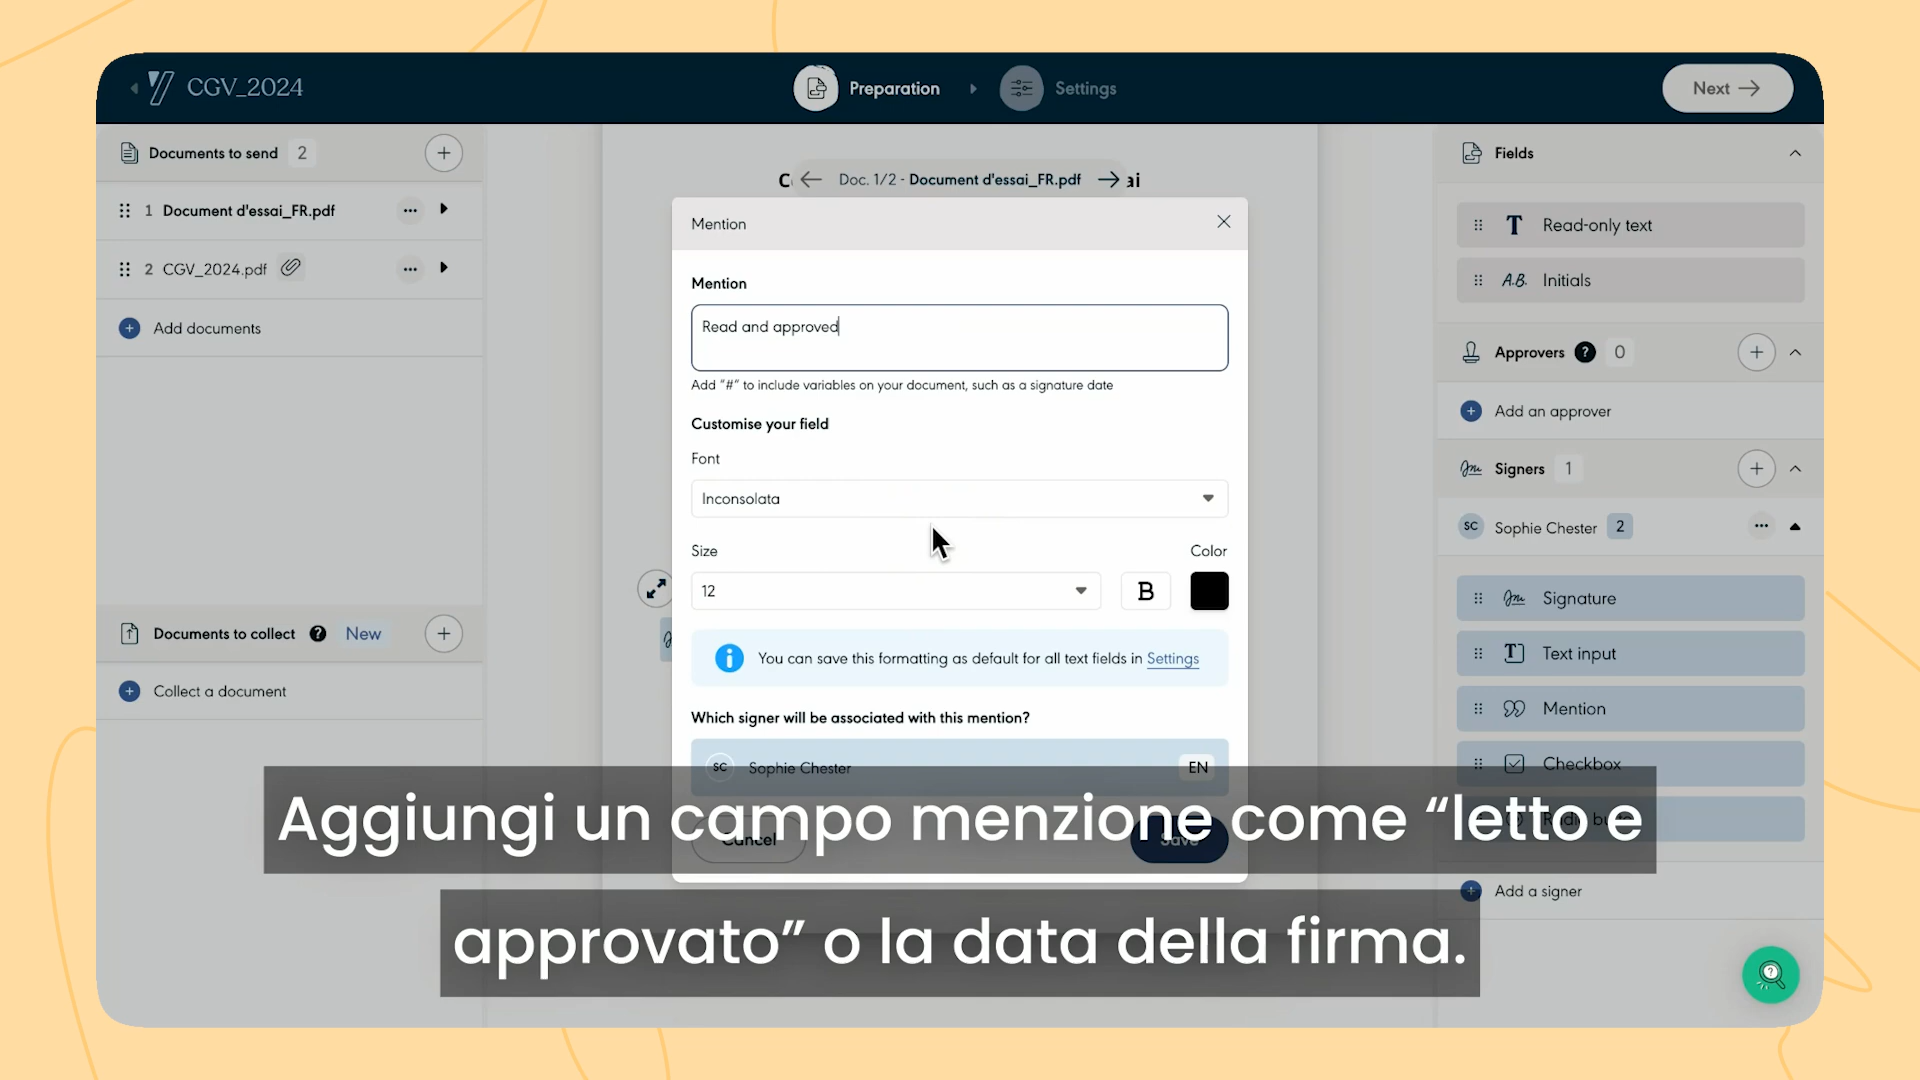 CGV_2024
Preparation
Settings
Next
Documents to send 2
1 Document d'essai_FR.pdf
2 CGV_2024.pdf
Add documents
Documents to collect ? New
Collect a document
Doc. 1/2 - Document d'essai_FR.pdf
Mention
Mention
Read and approved
Add "#" to include variables on your document, such as a signature date
Customise your field
Font
Inconsolata
Size
Color
12
B
You can save this formatting as default for all text fields in Settings
Which signer will be associated with this mention?
SC Sophie Chester EN
Cancel
Save
Fields
T Read-only text
A.B. Initials
Approvers ? 0
Add an approver
Signers 1
SC Sophie Chester 2
Signature
T Text input
Mention
Checkbox
Add a signer
Aggiungi un campo menzione come “letto e
approvato” o la data della firma.